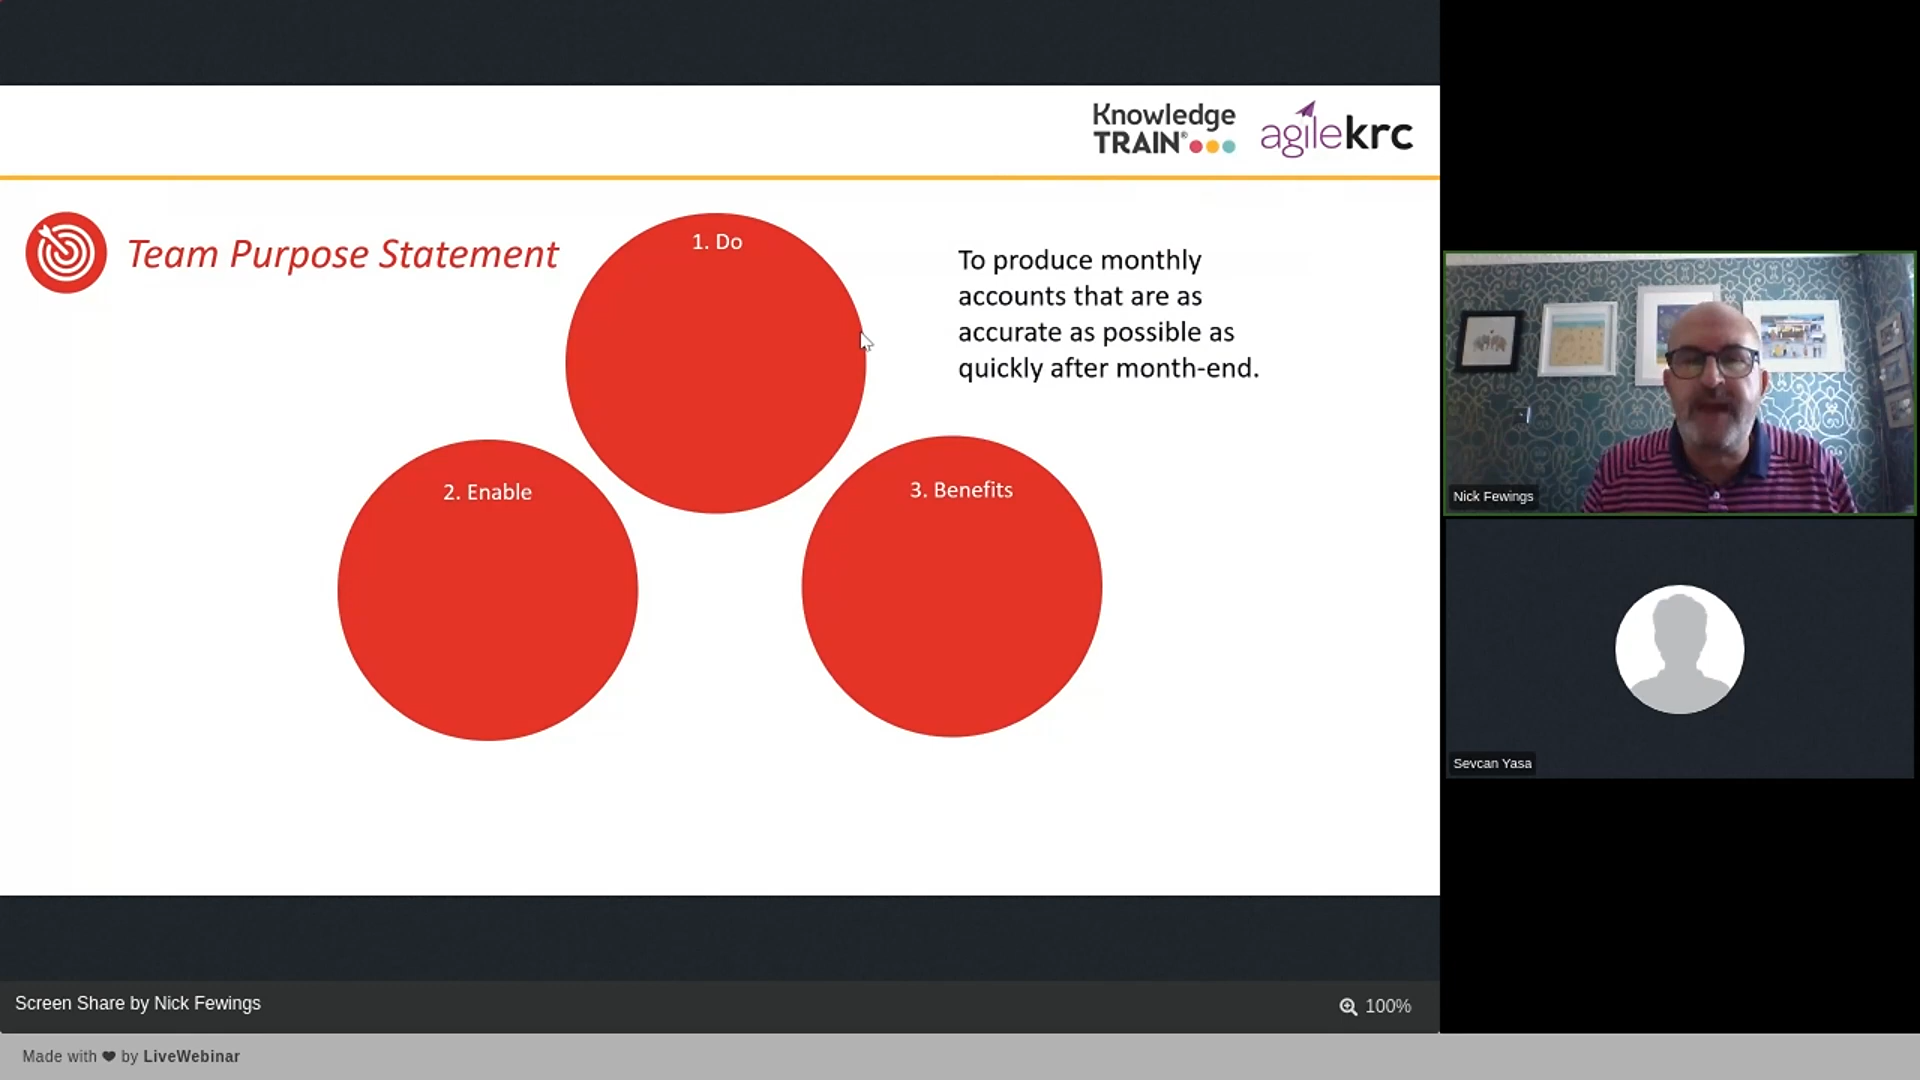 Knowledge
TRAIN®
agilekrc
Team Purpose Statement
1. Do
To produce monthly
accounts that are as
accurate as possible as
quickly after month-end.
2. Enable
3. Benefits
Nick Fewings
Sevcan Yasa
Screen Share by Nick Fewings
100%
Made with ❤ by LiveWebinar